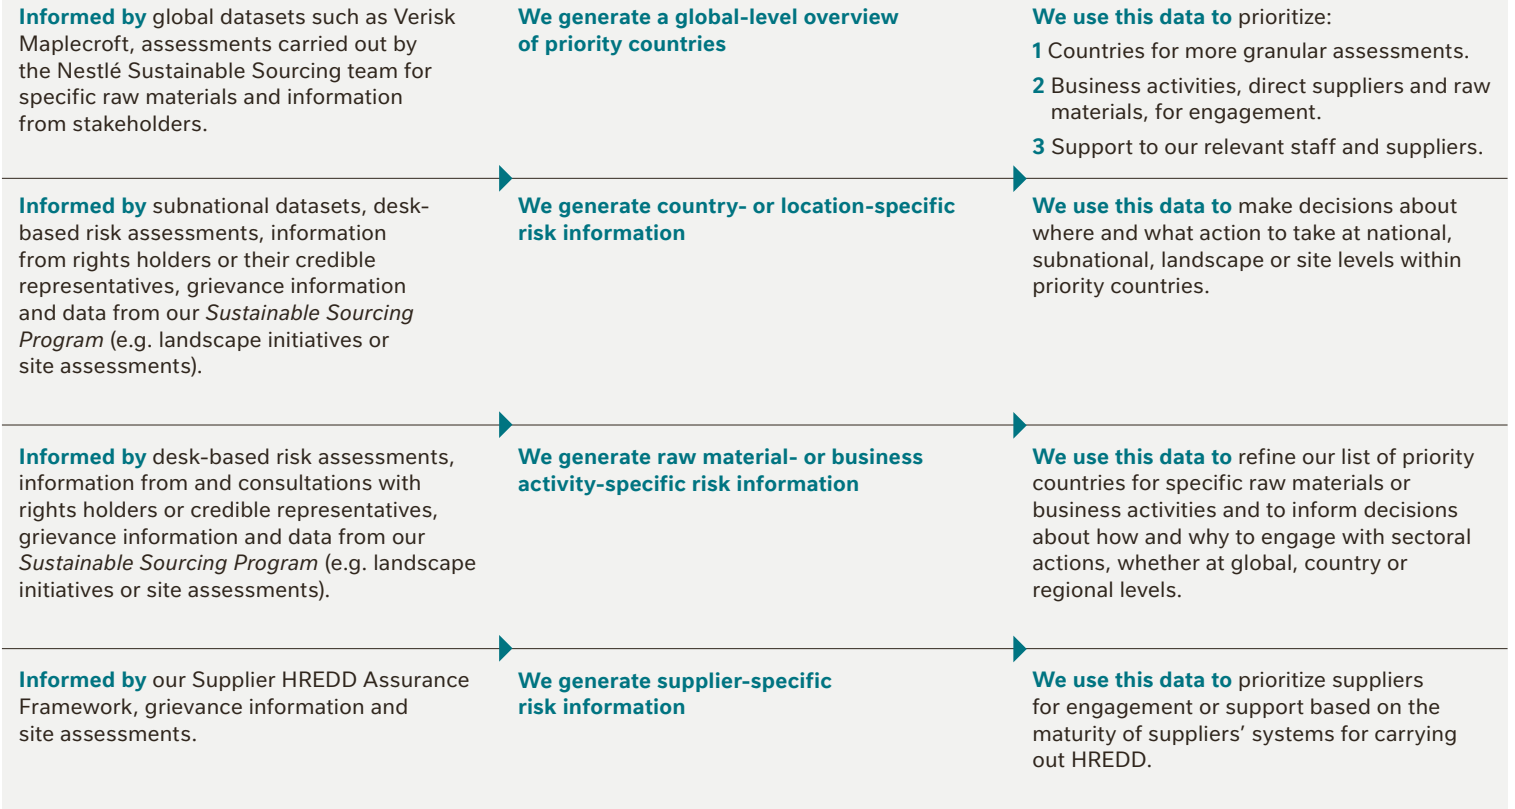 Informed by global datasets such as Verisk
Maplecroft, assessments carried out by
the Nestlé Sustainable Sourcing team for
specific raw materials and information
from stakeholders.
We generate a global-level overview
of priority countries
We use this data to prioritize:
1 Countries for more granular assessments.
2 Business activities, direct suppliers and raw
materials, for engagement.
3 Support to our relevant staff and suppliers.
Informed by subnational datasets, desk-
based risk assessments, information
from rights holders or their credible
representatives, grievance information
and data from our Sustainable Sourcing
Program (e.g. landscape initiatives or
site assessments).
We generate country- or location-specific
risk information
We use this data to make decisions about
where and what action to take at national,
subnational, landscape or site levels within
priority countries.
Informed by desk-based risk assessments,
information from and consultations with
rights holders or credible representatives,
grievance information and data from our
Sustainable Sourcing Program (e.g. landscape
initiatives or site assessments).
We generate raw material- or business
activity-specific risk information
We use this data to refine our list of priority
countries for specific raw materials or
business activities and to inform decisions
about how and why to engage with sectoral
actions, whether at global, country or
regional levels.
Informed by our Supplier HREDD Assurance
Framework, grievance information and
site assessments.
We generate supplier-specific
risk information
We use this data to prioritize suppliers
for engagement or support based on the
maturity of suppliers’ systems for carrying
out HREDD.